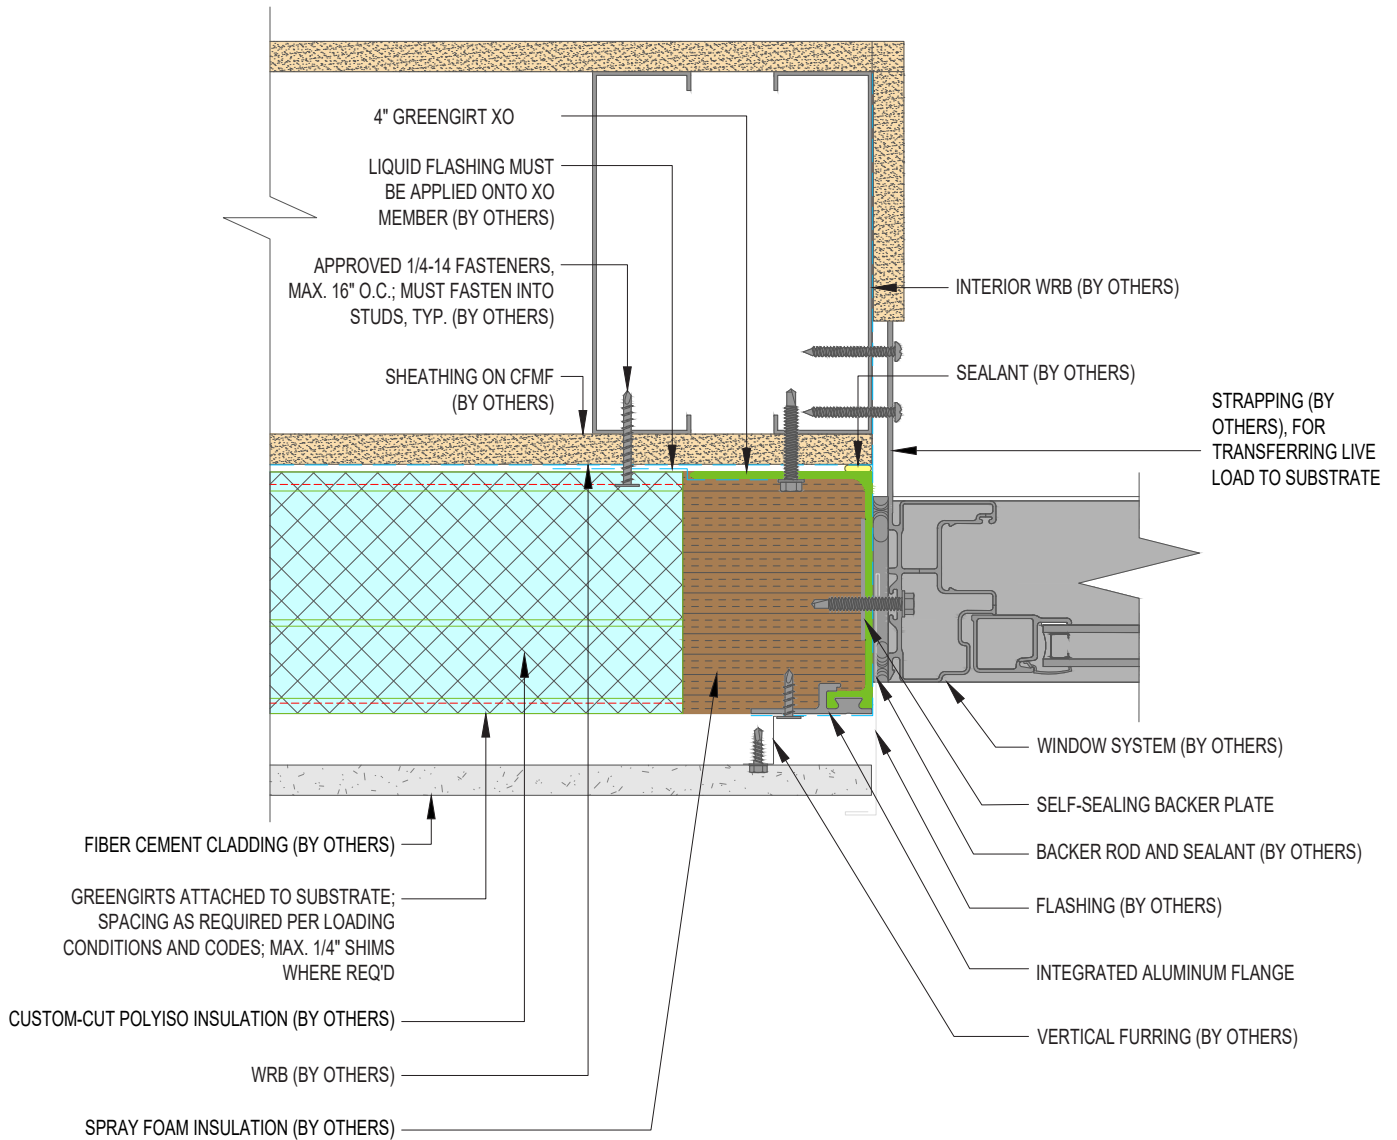 4" GREENGIRT XO
LIQUID FLASHING MUST
BE APPLIED ONTO XO
MEMBER (BY OTHERS)
APPROVED 1/4-14 FASTENERS,
MAX. 16" O.C.; MUST FASTEN INTO
STUDS, TYP. (BY OTHERS)
SHEATHING ON CFMF
(BY OTHERS)
INTERIOR WRB (BY OTHERS)
SEALANT (BY OTHERS)
STRAPPING (BY
OTHERS), FOR
TRANSFERRING LIVE
LOAD TO SUBSTRATE
WINDOW SYSTEM (BY OTHERS)
SELF-SEALING BACKER PLATE
BACKER ROD AND SEALANT (BY OTHERS)
FLASHING (BY OTHERS)
INTEGRATED ALUMINUM FLANGE
VERTICAL FURRING (BY OTHERS)
FIBER CEMENT CLADDING (BY OTHERS)
GREENGIRTS ATTACHED TO SUBSTRATE;
SPACING AS REQUIRED PER LOADING
CONDITIONS AND CODES; MAX. 1/4" SHIMS
WHERE REQ'D
CUSTOM-CUT POLYISO INSULATION (BY OTHERS)
WRB (BY OTHERS)
SPRAY FOAM INSULATION (BY OTHERS)